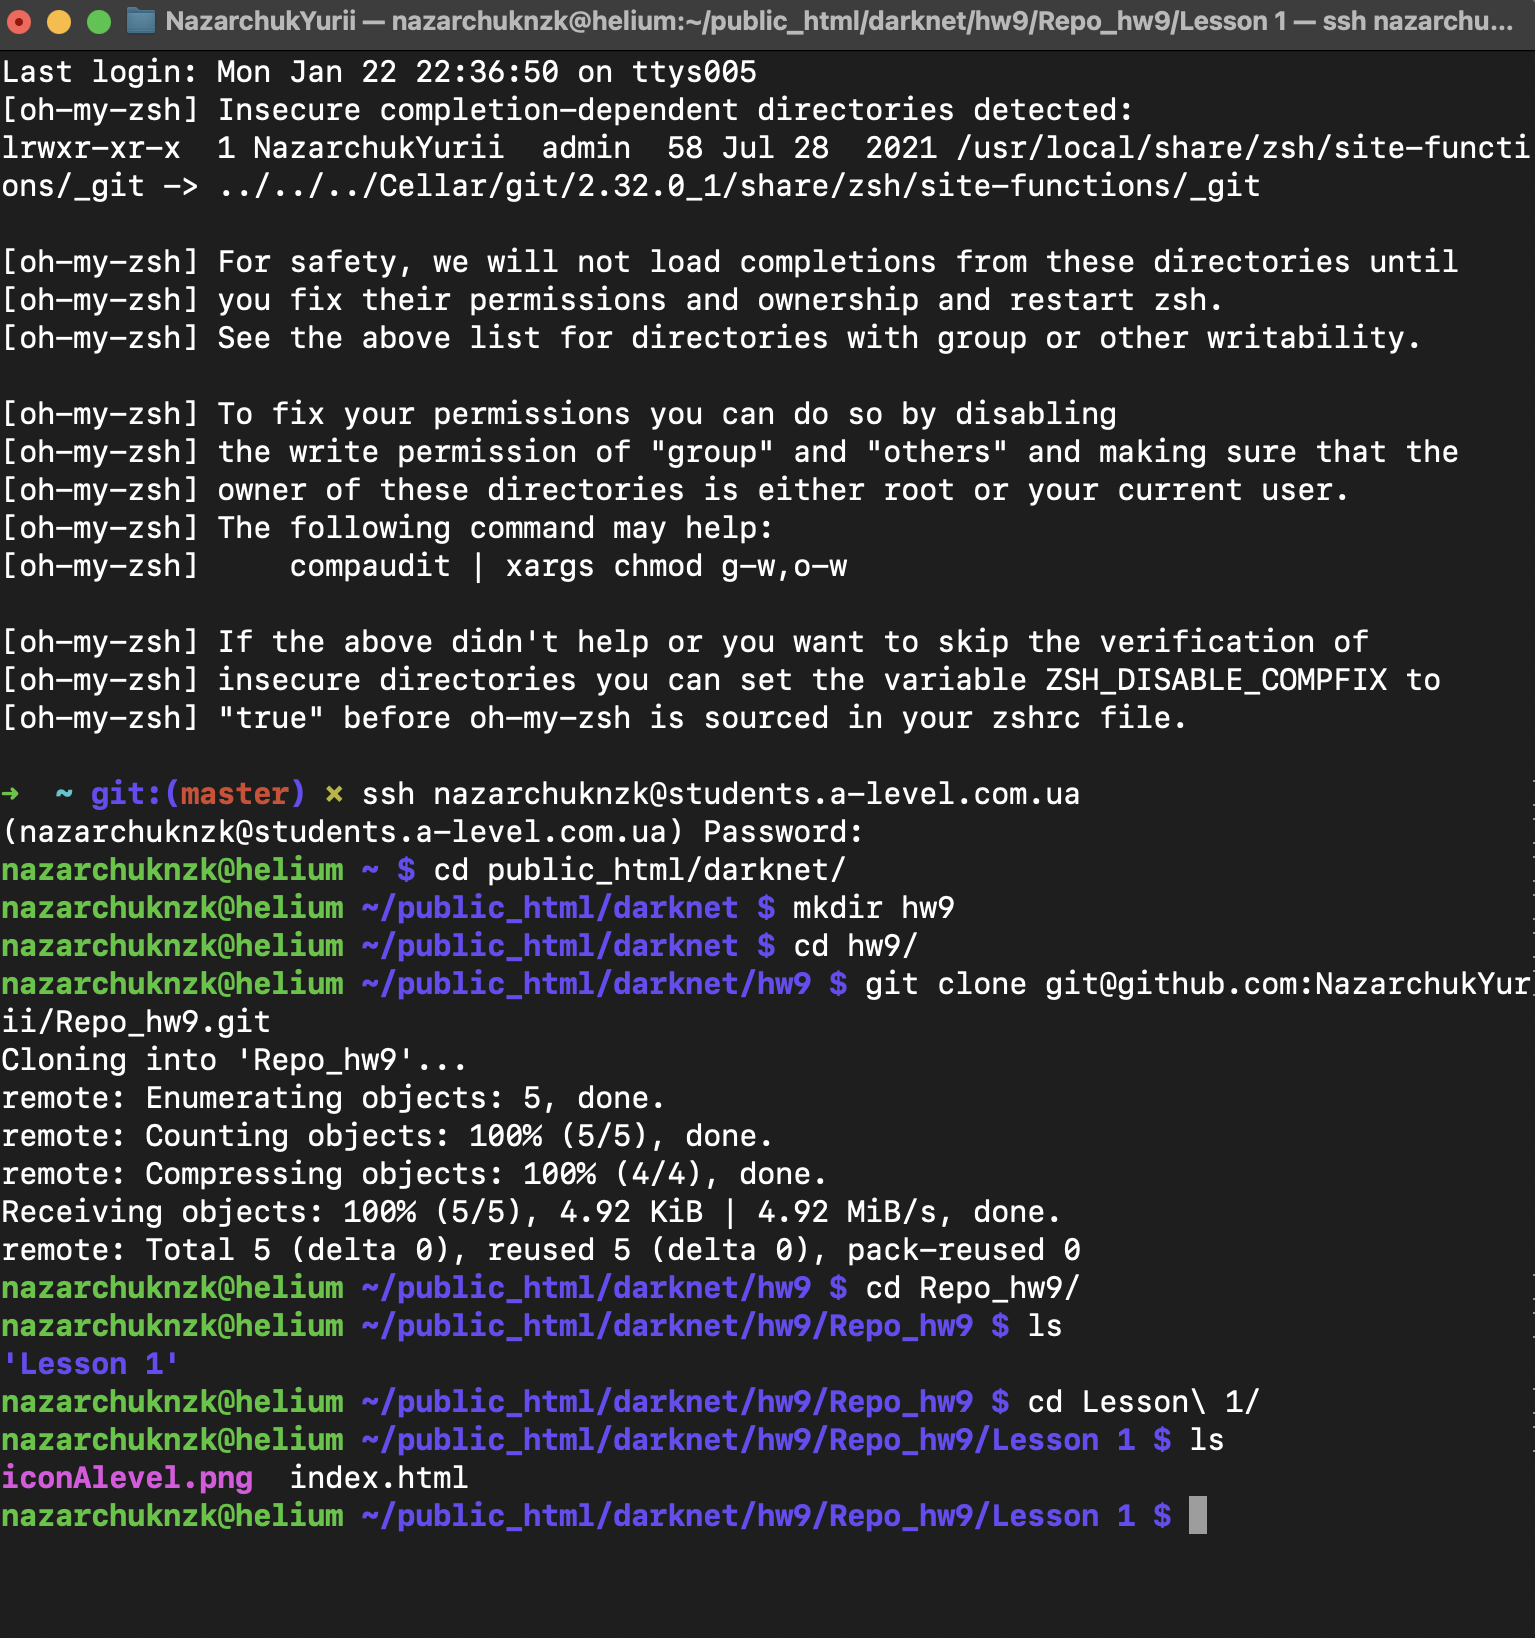 NazarchukYurii — nazarchuknzk@helium:~/public_html/darknet/hw9/Repo_hw9/Lesson 1 — ssh nazarchu...
Last login: Mon Jan 22 22:36:50 on ttys005
[oh-my-zsh] Insecure completion-dependent directories detected:
lrwxr-xr-x  1 NazarchukYurii  admin  58 Jul 28  2021 /usr/local/share/zsh/site-functi
ons/_git -> ../../../Cellar/git/2.32.0_1/share/zsh/site-functions/_git
[oh-my-zsh] For safety, we will not load completions from these directories until
[oh-my-zsh] you fix their permissions and ownership and restart zsh.
[oh-my-zsh] See the above list for directories with group or other writability.
[oh-my-zsh] To fix your permissions you can do so by disabling
[oh-my-zsh] the write permission of "group" and "others" and making sure that the
[oh-my-zsh] owner of these directories is either root or your current user.
[oh-my-zsh] The following command may help:
[oh-my-zsh]     compaudit | xargs chmod g-w,o-w
[oh-my-zsh] If the above didn't help or you want to skip the verification of
[oh-my-zsh] insecure directories you can set the variable ZSH_DISABLE_COMPFIX to
[oh-my-zsh] "true" before oh-my-zsh is sourced in your zshrc file.
→  ~ git:(master) × ssh nazarchuknzk@students.a-level.com.ua
(nazarchuknzk@students.a-level.com.ua) Password:
nazarchuknzk@helium ~ $ cd public_html/darknet/
nazarchuknzk@helium ~/public_html/darknet $ mkdir hw9
nazarchuknzk@helium ~/public_html/darknet $ cd hw9/
nazarchuknzk@helium ~/public_html/darknet/hw9 $ git clone git@github.com:NazarchukYur
ii/Repo_hw9.git
Cloning into 'Repo_hw9'...
remote: Enumerating objects: 5, done.
remote: Counting objects: 100% (5/5), done.
remote: Compressing objects: 100% (4/4), done.
Receiving objects: 100% (5/5), 4.92 KiB | 4.92 MiB/s, done.
remote: Total 5 (delta 0), reused 5 (delta 0), pack-reused 0
nazarchuknzk@helium ~/public_html/darknet/hw9 $ cd Repo_hw9/
nazarchuknzk@helium ~/public_html/darknet/hw9/Repo_hw9 $ ls
'Lesson 1'
nazarchuknzk@helium ~/public_html/darknet/hw9/Repo_hw9 $ cd Lesson\ 1/
nazarchuknzk@helium ~/public_html/darknet/hw9/Repo_hw9/Lesson 1 $ ls
iconAlevel.png  index.html
nazarchuknzk@helium ~/public_html/darknet/hw9/Repo_hw9/Lesson 1 $